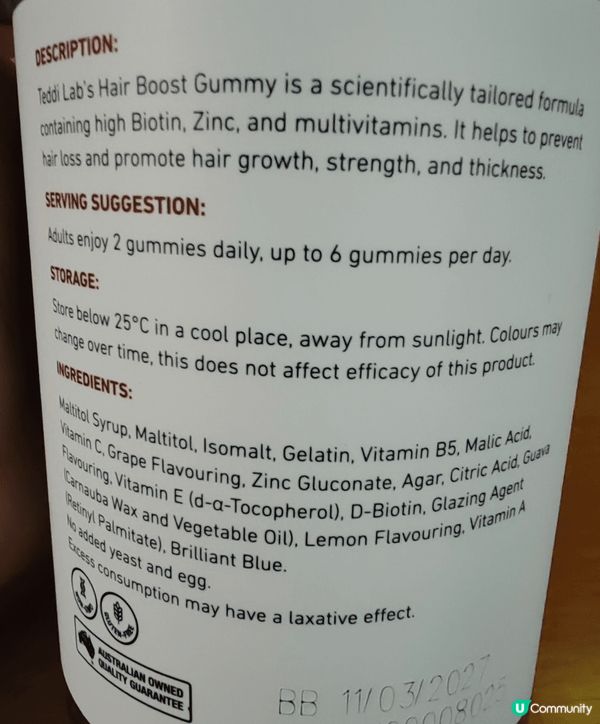 DESCRIPTION:
Teddi Lab's Hair Boost Gummy is a scientifically tailored formula
containing high Biotin, Zinc, and multivitamins. It helps to prevent
hair loss and promote hair growth, strength, and thickness.
SERVING SUGGESTION:
Adults enjoy 2 gummies daily, up to 6 gummies per day.
STORAGE:
Store below 25°C in a cool place, away from sunlight. Colours may
change over time, this does not affect efficacy of this product.
INGREDIENTS:
Maltitol Syrup, Maltitol, Isomalt, Gelatin, Vitamin B5, Malic Acid,
Vitamin C, Grape Flavouring, Zinc Gluconate, Agar, Citric Acid, Guava
Flavouring, Vitamin E (d-α-Tocopherol), D-Biotin, Glazing Agent
(Carnauba Wax and Vegetable Oil), Lemon Flavouring, Vitamin A
(Retinyl Palmitate), Brilliant Blue.
No added yeast and egg.
Excess consumption may have a laxative effect.
GLUTEN-FREE
AUSTRALIAN OWNED
QUALITY GUARANTEE
BB 11/03/2027
U Community